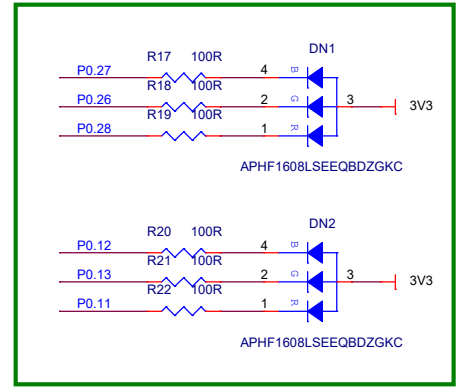 DN1
R17 100R
P0.27 4 B
R18 100R
P0.26 2 G 3 3V3
R19 100R
P0.28 1 R
APHF1608LSEEQBDZGKC
DN2
R20 100R
P0.12 4 B
R21 100R
P0.13 2 G 3 3V3
R22 100R
P0.11 1 R
APHF1608LSEEQBDZGKC